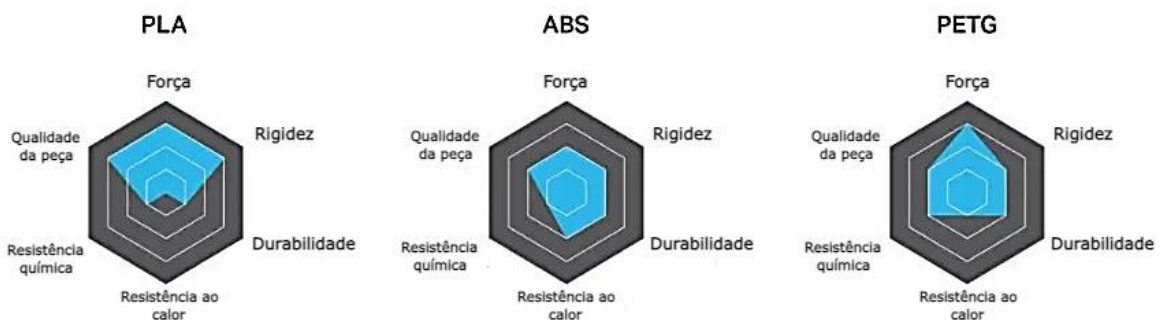 PLA
Força
Qualidade
da peça
Rigidez
Resistência
química
Durabilidade
Resistência ao
calor
ABS
Força
Qualidade
da peça
Rigidez
Resistência
química
Durabilidade
Resistência ao
calor
PETG
Força
Qualidade
da peça
Rigidez
Resistência
química
Durabilidade
Resistência ao
calor